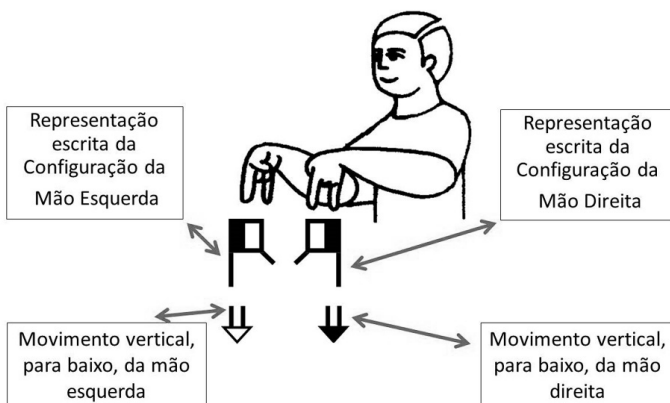 Representação
escrita da
Configuração da
Mão Esquerda
Representação
escrita da
Configuração da
Mão Direita
Movimento vertical,
para baixo, da mão
esquerda
Movimento vertical,
para baixo, da mão
direita